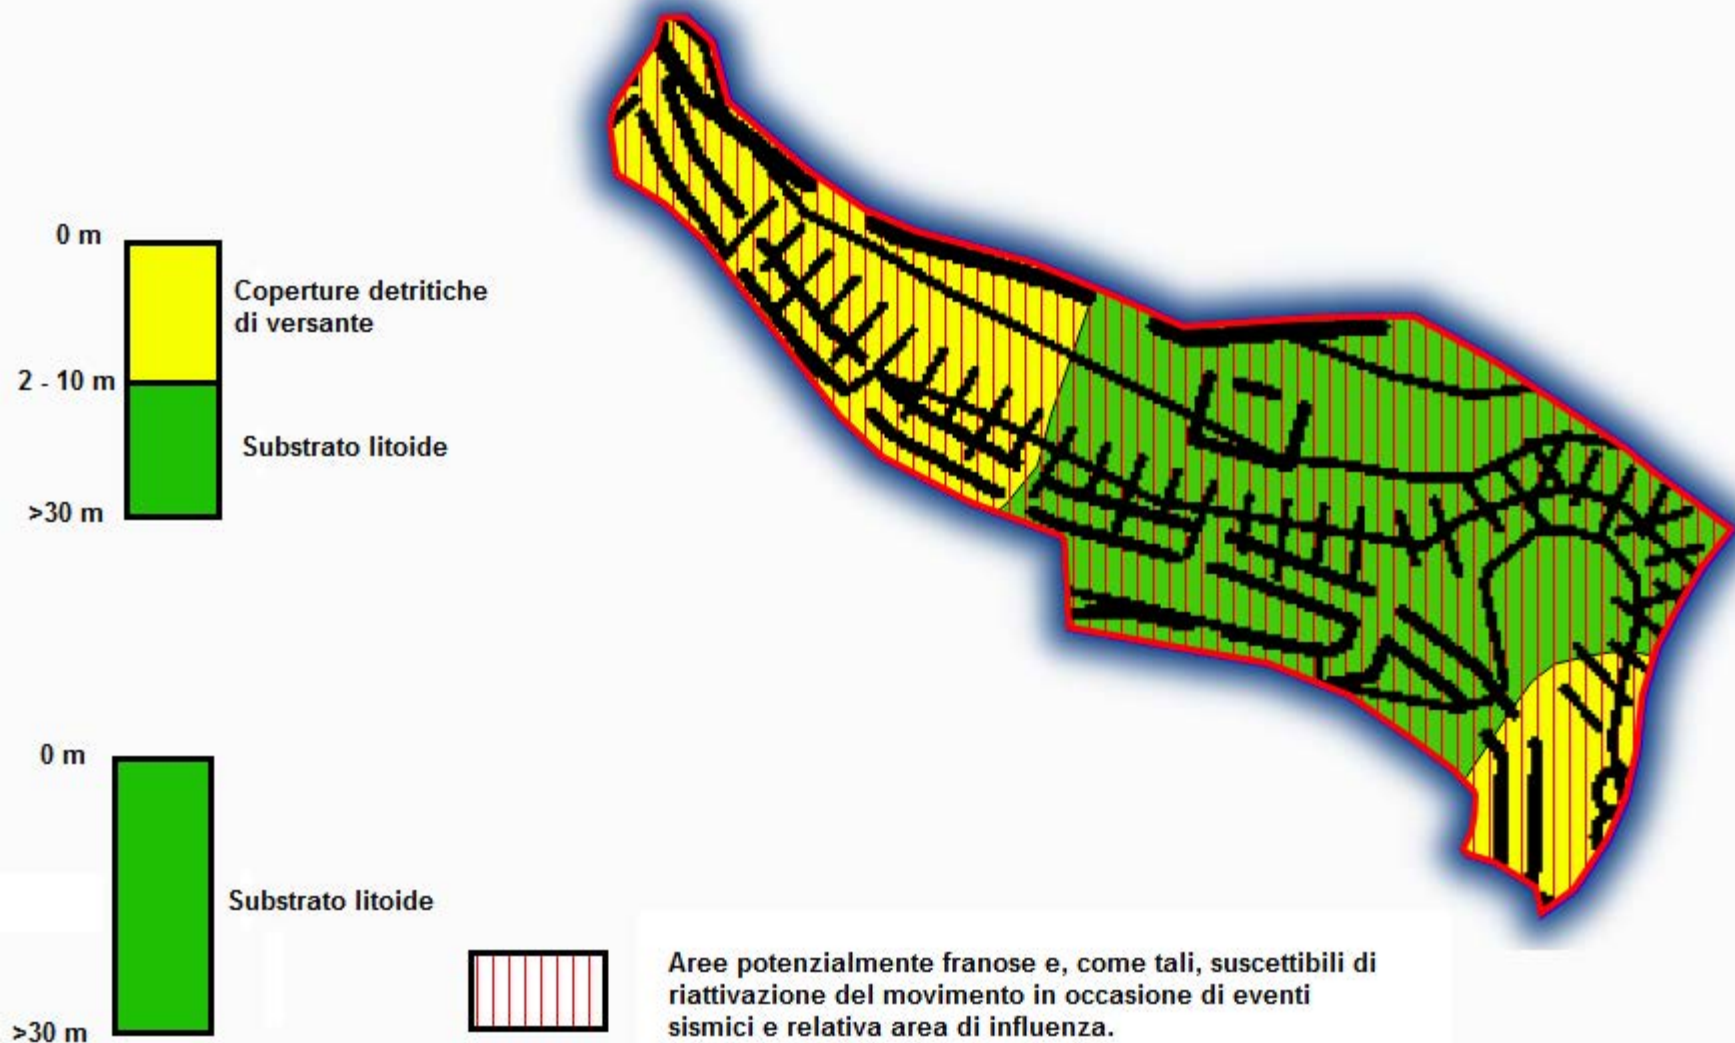 0 m
Coperture detritiche
di versante
2 - 10 m
Substrato litoide
>30 m
0 m
Substrato litoide
>30 m
Aree potenzialmente franose e, come tali, suscettibili di
riattivazione del movimento in occasione di eventi
sismici e relativa area di influenza.